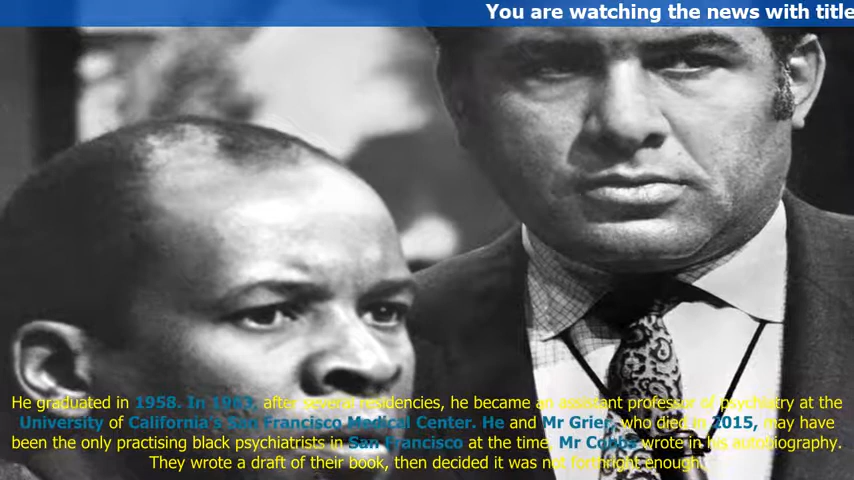 You are watching the news with title
He graduated in 1958. In 1963, after several residencies, he became an assistant professor of psychiatry at the
University of California's San Francisco Medical Center. He and Mr Grier, who died in 2015, may have
been the only practising black psychiatrists in San Francisco at the time, Mr Cobbs wrote in his autobiography.
They wrote a draft of their book, then decided it was not forthright enough.